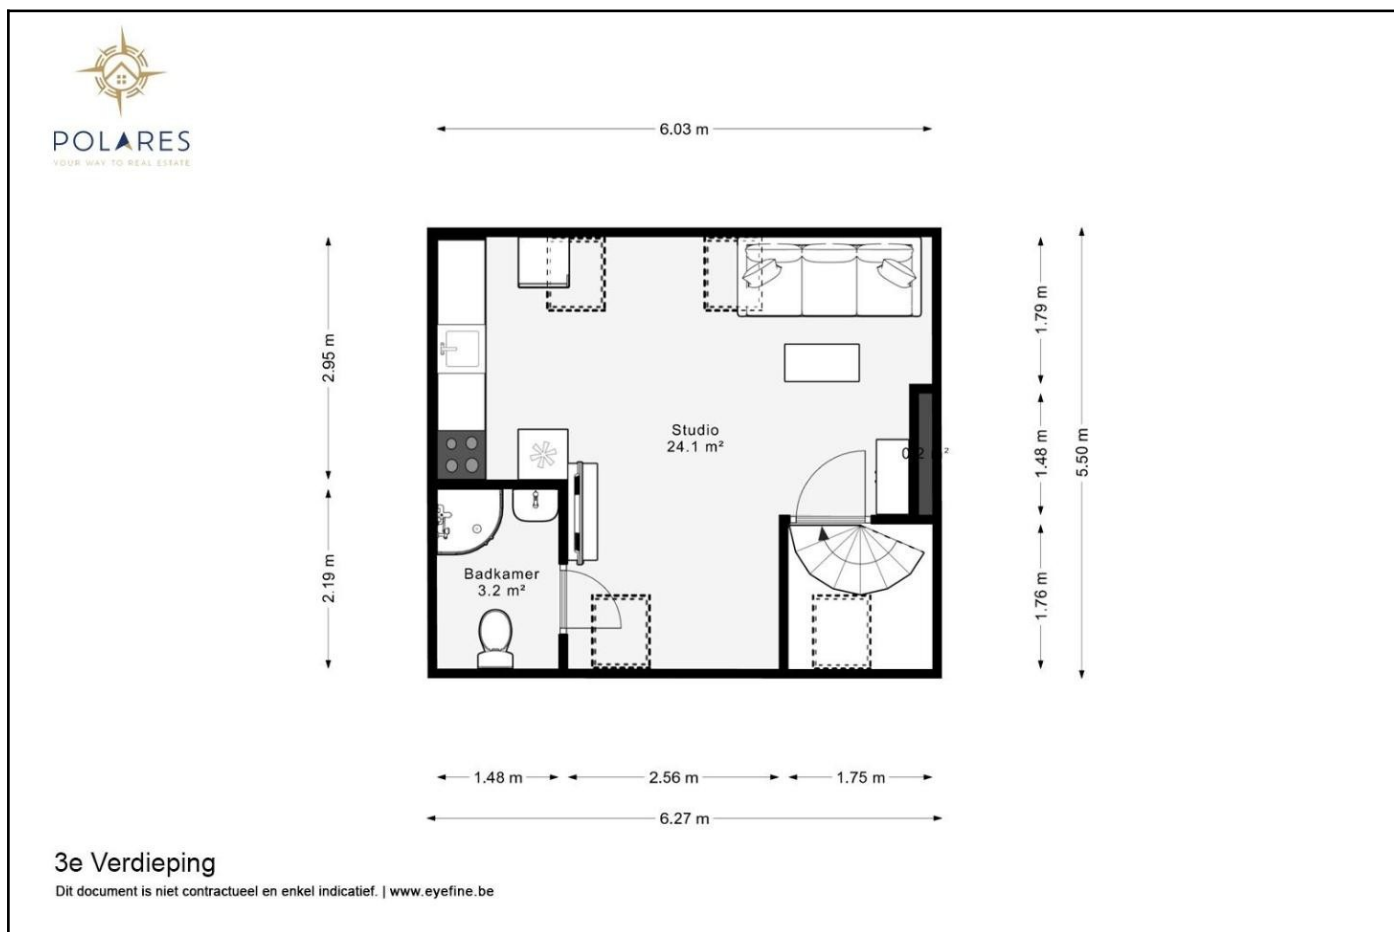 POLARES
YOUR WAY TO REAL ESTATE
6.03 m
2.95 m
1.79 m
Studio
24.1 m²
1.48 m
5.50 m
2.19 m
Badkamer
3.2 m²
1.76 m
1.48 m
2.56 m
1.75 m
6.27 m
3e Verdieping
Dit document is niet contractueel en enkel indicatief. | www.eyefine.be